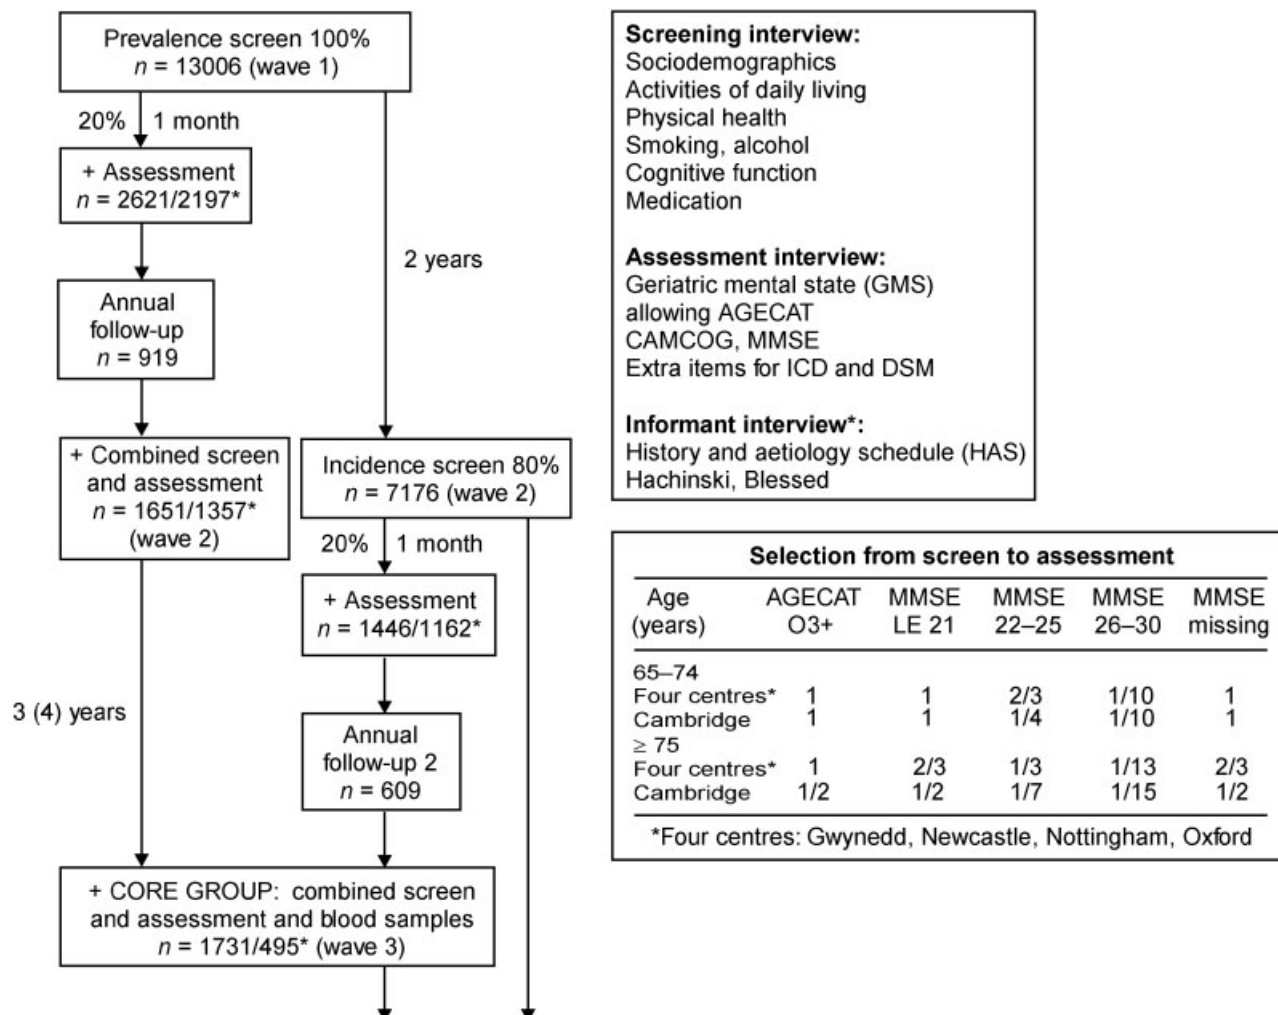 Prevalence screen 100%
n = 13006 (wave 1)
20% 1 month
+ Assessment
n = 2621/2197*
2 years
Annual
follow-up
n = 919
+ Combined screen
and assessment
n = 1651/1357*
(wave 2)
Incidence screen 80%
n = 7176 (wave 2)
20% 1 month
+ Assessment
n = 1446/1162*
3 (4) years
Annual
follow-up 2
n = 609
+ CORE GROUP: combined screen
and assessment and blood samples
n = 1731/495* (wave 3)
Screening interview:
Sociodemographics
Activities of daily living
Physical health
Smoking, alcohol
Cognitive function
Medication
Assessment interview:
Geriatric mental state (GMS)
allowing AGECAT
CAMCOG, MMSE
Extra items for ICD and DSM
Informant interview*:
History and aetiology schedule (HAS)
Hachinski, Blessed
Selection from screen to assessment
Age AGECAT MMSE MMSE MMSE MMSE
(years) O3+ LE 21 22–25 26–30 missing
65–74
Four centres* 1 1 2/3 1/10 1
Cambridge 1 1 1/4 1/10 1
≥ 75
Four centres* 1 2/3 1/3 1/13 2/3
Cambridge 1/2 1/2 1/7 1/15 1/2
*Four centres: Gwynedd, Newcastle, Nottingham, Oxford